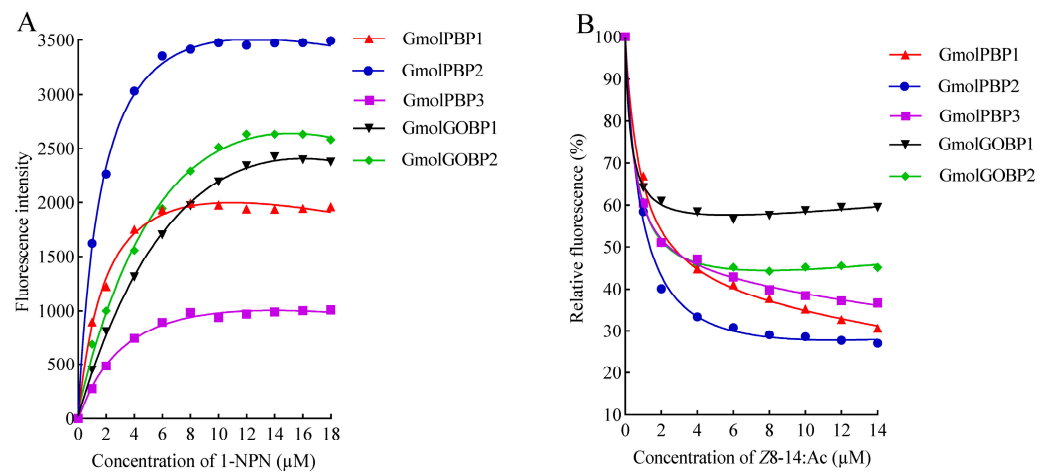 A
3500
3000
2500
2000
1500
1000
500
0
0 2 4 6 8 10 12 14 16 18
Fluorescence intensity
Concentration of 1-NPN (µM)
GmolPBP1
GmolPBP2
GmolPBP3
GmolGOBP1
GmolGOBP2
B
100
90
80
70
60
50
40
30
20
10
0 2 4 6 8 10 12 14
Relative fluorescence (%)
Concentration of Z8-14:Ac (µM)
GmolPBP1
GmolPBP2
GmolPBP3
GmolGOBP1
GmolGOBP2